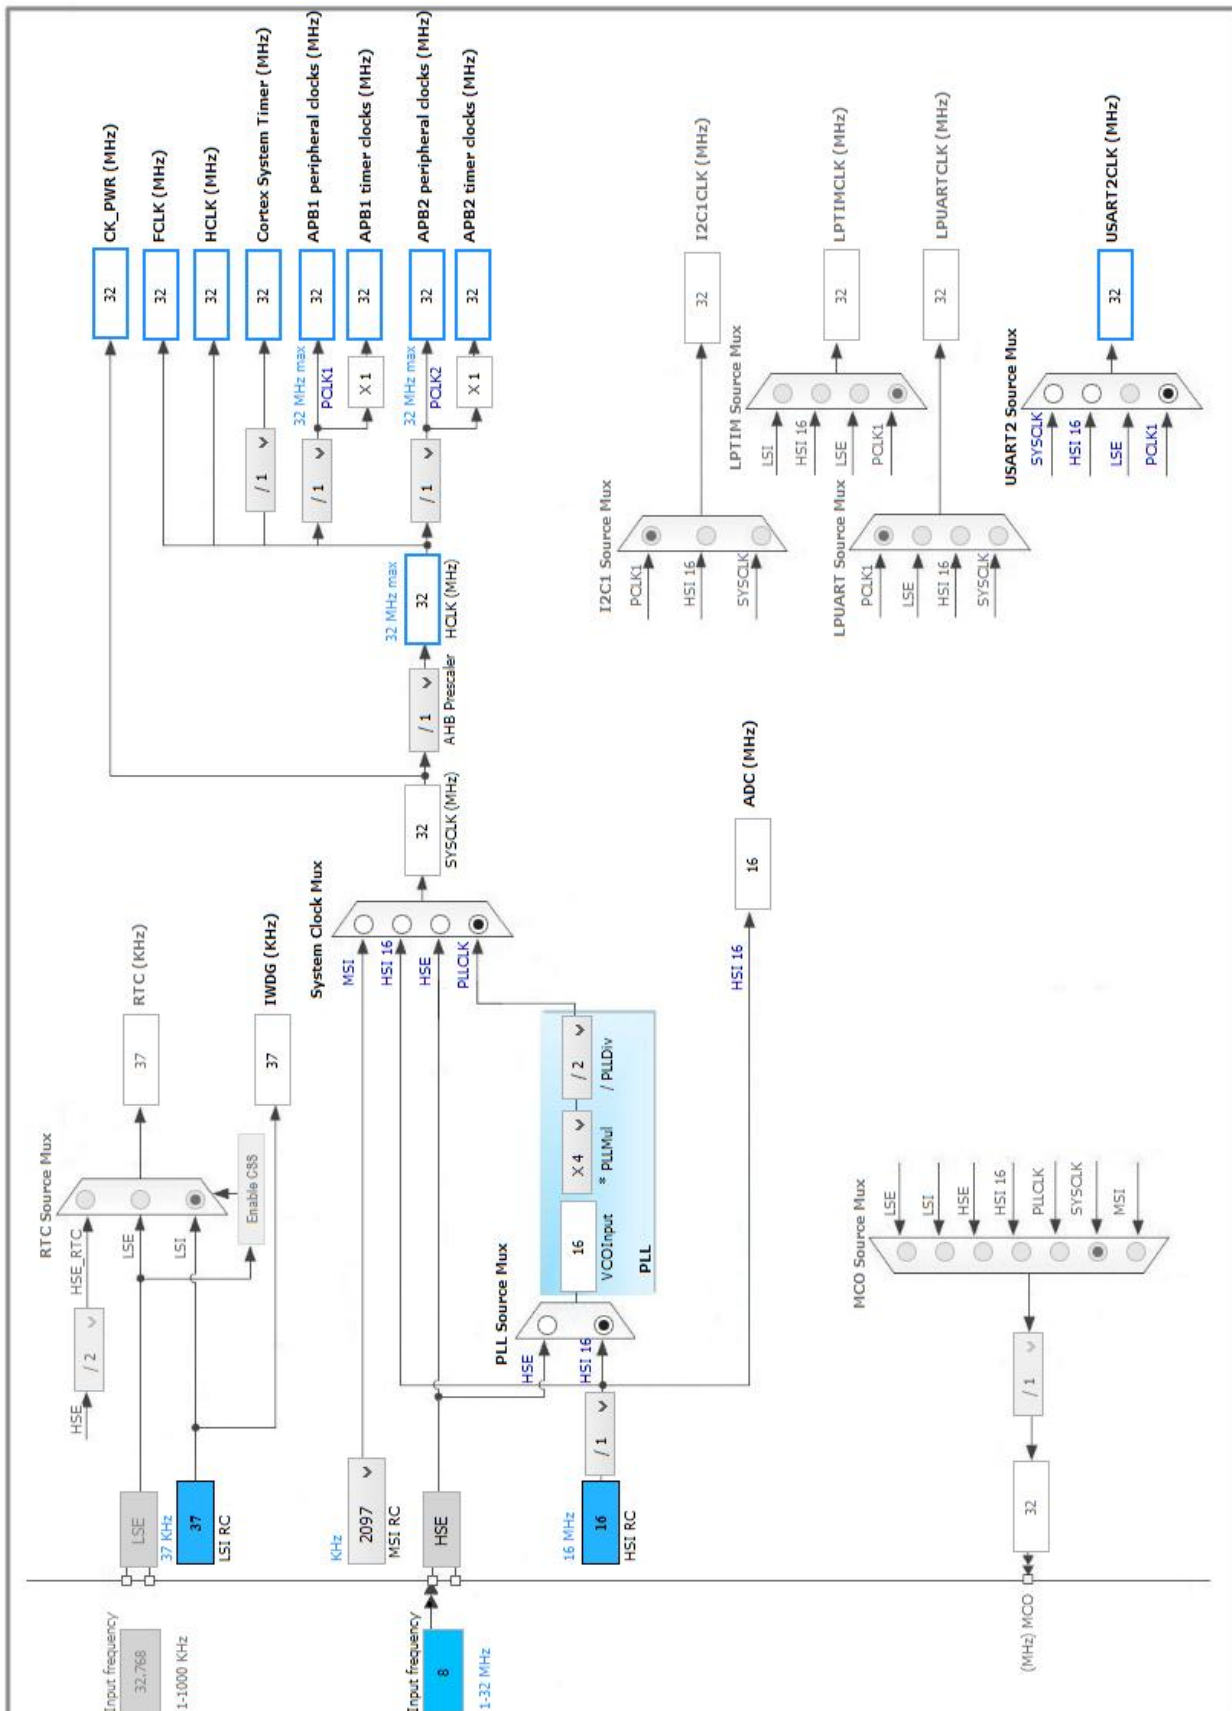 Input frequency
32.768
1-1000 KHz
LSE
37 KHz
37
LSI RC
HSE
/ 2
HSE_RTC
LSE
LSI
RTC Source Mux
Enable CSS
37
RTC (KHz)
37
IWDG (KHz)
Input frequency
8
1-32 MHz
KHz
2097
MSI RC
HSE
16 MHz
16
HSI RC
/ 1
HSE
HSI 16
PLL Source Mux
16
VCOInput
X 4
* PLLMul
/ 2
/ PLLDiv
PLL
MSI
HSI 16
HSE
PLLCLK
System Clock Mux
32
SYSCLK (MHz)
/ 1
AHB Prescaler
32 MHz max
32
HCLK (MHz)
/ 1
/ 1
32 MHz max
PCLK1
X 1
/ 1
32 MHz max
PCLK2
X 1
32
CK_PWR (MHz)
32
FCLK (MHz)
32
HCLK (MHz)
32
Cortex System Timer (MHz)
32
APB1 peripheral clocks (MHz)
32
APB1 timer clocks (MHz)
32
APB2 peripheral clocks (MHz)
32
APB2 timer clocks (MHz)
HSI 16
16
ADC (MHz)
I2C1 Source Mux
PCLK1
HSI 16
SYSCLK
32
I2C1CLK (MHz)
LPTIM Source Mux
LSI
HSI 16
LSE
PCLK1
32
LPTIMCLK (MHz)
LPUART Source Mux
PCLK1
LSE
HSI 16
SYSCLK
32
LPUARTCLK (MHz)
USART2 Source Mux
SYSCLK
HSI 16
LSE
PCLK1
32
USART2CLK (MHz)
MCO Source Mux
LSE
LSI
HSE
HSI 16
PLLCLK
SYSCLK
MSI
/ 1
32
(MHz) MCO